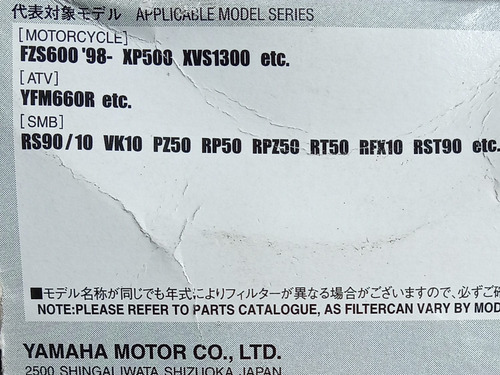 代表対象モデル APPLICABLE MODEL SERIES
[MOTORCYCLE]
FZS600 '98- XP500 XVS1300 etc.
[ATV]
YFM660R etc.
[SMB]
RS90/10 VK10 PZ50 RP50 RPZ50 RT50 RFX10 RST90 etc.
■モデル名称が同じでも年式によりフィルターが異なる場合がございますので、必ずご確
NOTE:PLEASE REFER TO PARTS CATALOGUE, AS FILTERCAN VARY BY MOD
YAMAHA MOTOR CO., LTD.
2500 SHINGAI IWATA SHIZUOKA JAPAN